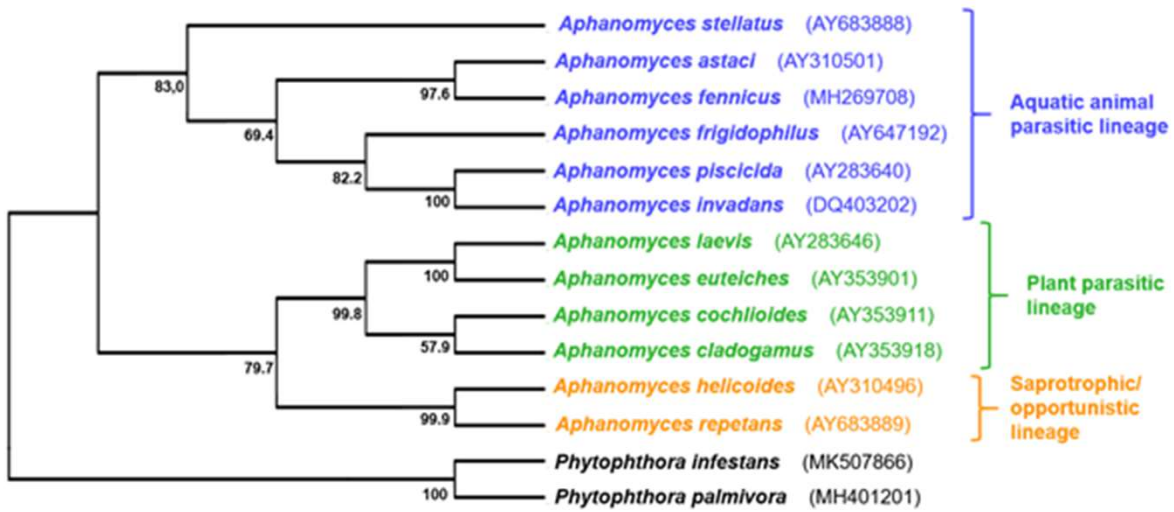 Aphanomyces stellatus (AY683888)
Aphanomyces astaci (AY310501)
Aphanomyces fennicus (MH269708)
Aphanomyces frigidophilus (AY647192)
Aphanomyces piscicida (AY283640)
Aphanomyces invadans (DQ403202)
Aphanomyces laevis (AY283646)
Aphanomyces euteiches (AY353901)
Aphanomyces cochlioides (AY353911)
Aphanomyces cladogamus (AY353918)
Aphanomyces helicoides (AY310496)
Aphanomyces repetans (AY683889)
Phytophthora infestans (MK507866)
Phytophthora palmivora (MH401201)
83,0
97.6
69.4
82.2
100
100
99.8
57.9
79.7
99.9
100
Aquatic animal
parasitic lineage
Plant parasitic
lineage
Saprotrophic/
opportunistic
lineage